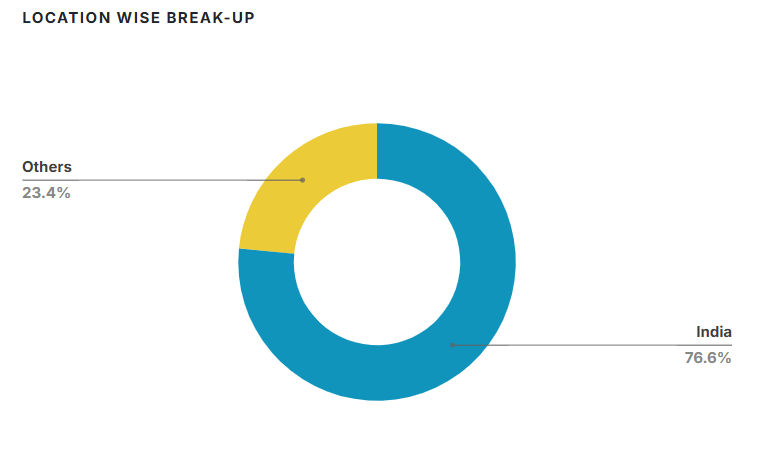 LOCATION WISE BREAK-UP
Others
23.4%
India
76.6%